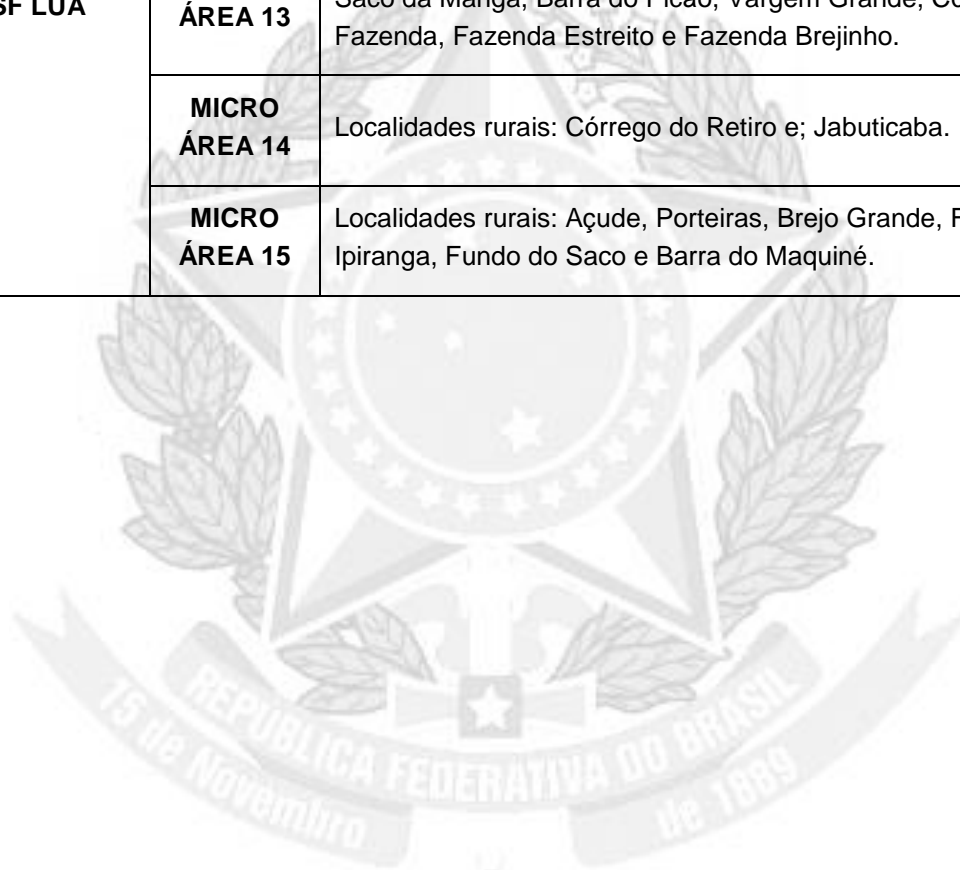 SF LUA
ÁREA 13
Saco da Manga, Barra do Picão, Vargem Grande,
Fazenda, Fazenda Estreito e Fazenda Brejinho.
MICRO
ÁREA 14
Localidades rurais: Córrego do Retiro e; Jabuticaba.
MICRO
ÁREA 15
Localidades rurais: Açude, Porteiras, Brejo Grande,
Ipiranga, Fundo do Saco e Barra do Maquiné.
REPÚBLICA FEDERATIVA DO BRASIL
15 de Novembro
de 1889